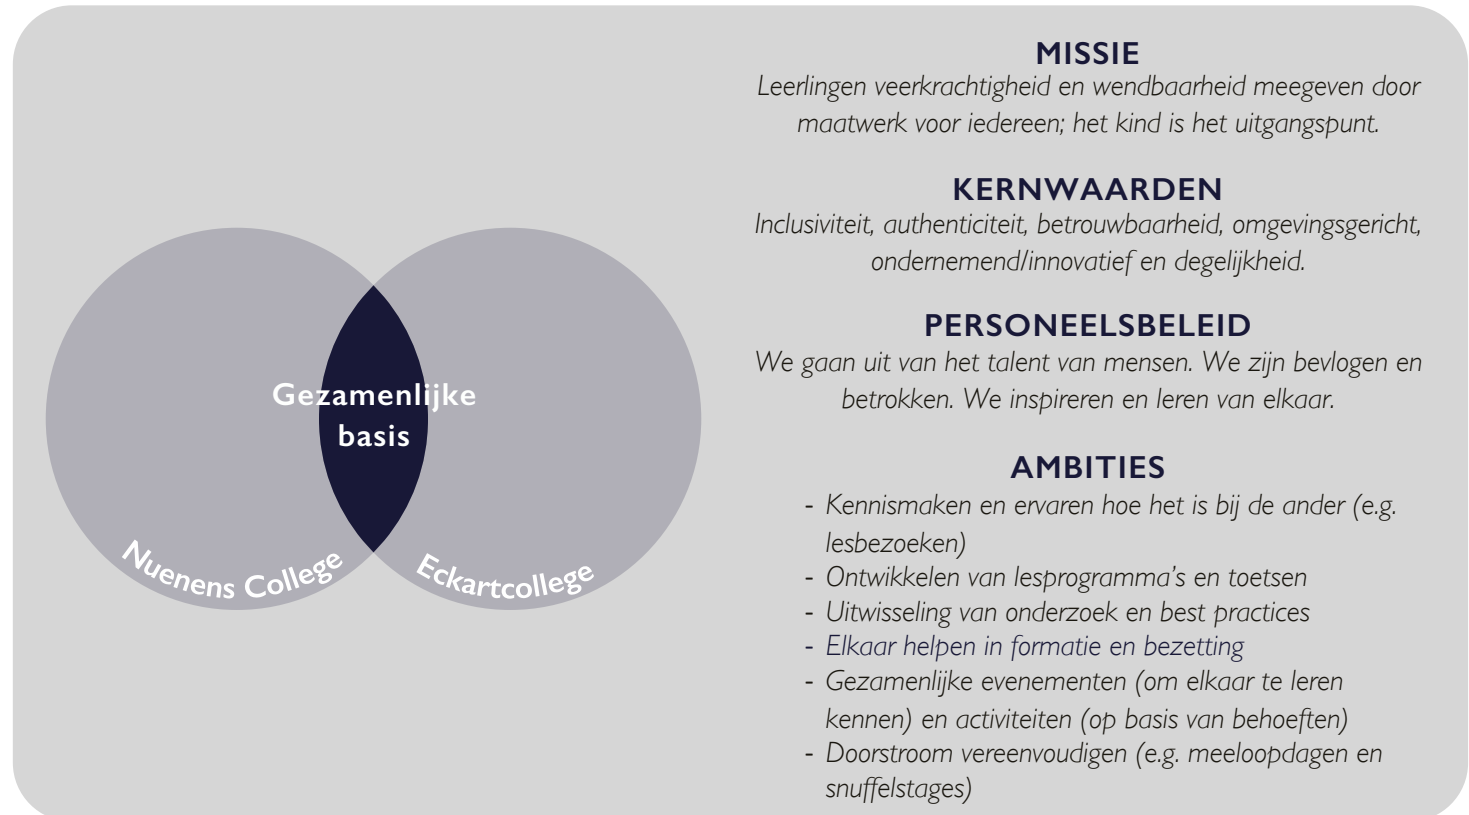 Gezamenlijke
basis
Nuenens College
Eckartcollege
MISSIE
Leerlingen veerkrachtigheid en wendbaarheid meegeven door
maatwerk voor iedereen; het kind is het uitgangspunt.
KERNWAARDEN
Inclusiviteit, authenticiteit, betrouwbaarheid, omgevingsgericht,
ondernemend/innovatief en degelijkheid.
PERSONEELSBELEID
We gaan uit van het talent van mensen. We zijn bevlogen en
betrokken. We inspireren en leren van elkaar.
AMBITIES
- Kennismaken en ervaren hoe het is bij de ander (e.g.
lesbezoeken)
- Ontwikkelen van lesprogramma's en toetsen
- Uitwisseling van onderzoek en best practices
- Elkaar helpen in formatie en bezetting
- Gezamenlijke evenementen (om elkaar te leren
kennen) en activiteiten (op basis van behoeften)
- Doorstroom vereenvoudigen (e.g. meeloopdagen en
snuffelstages)